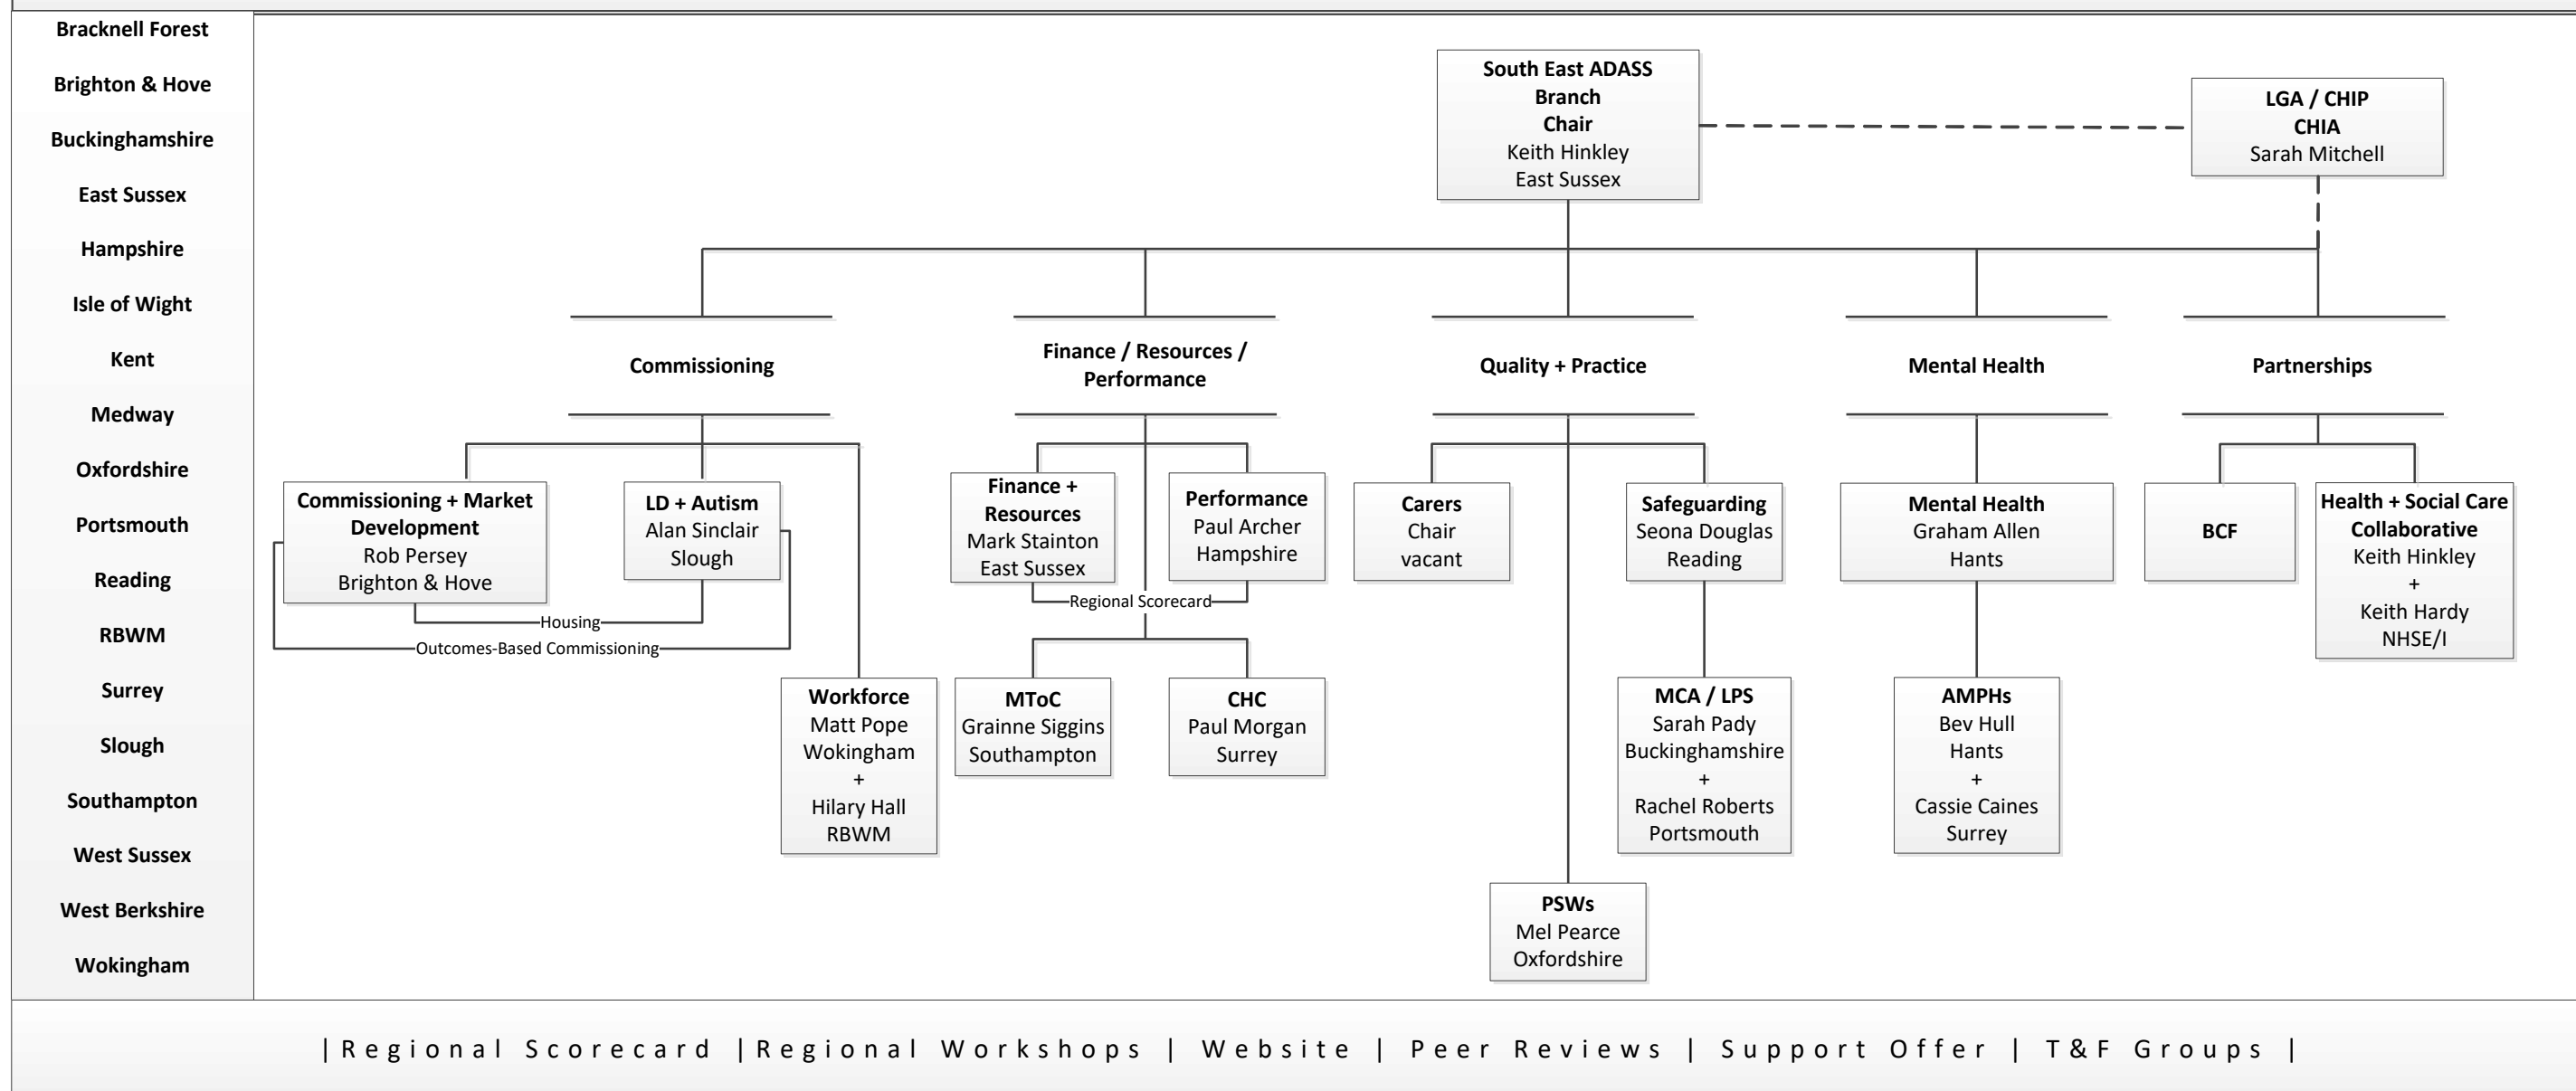 Bracknell Forest
Brighton & Hove
Buckinghamshire
East Sussex
Hampshire
Isle of Wight
Kent
Medway
Oxfordshire
Portsmouth
Reading
RBWM
Surrey
Slough
Southampton
West Sussex
West Berkshire
Wokingham
South East ADASS
Branch
Chair
Keith Hinkley
East Sussex
LGA / CHIP
CHIA
Sarah Mitchell
Commissioning
Finance / Resources /
Performance
Quality + Practice
Mental Health
Partnerships
Commissioning + Market
Development
Rob Persey
Brighton & Hove
LD + Autism
Alan Sinclair
Slough
Housing
Outcomes-Based Commissioning
Workforce
Matt Pope
Wokingham
+
Hilary Hall
RBWM
Finance +
Resources
Mark Stainton
East Sussex
Performance
Paul Archer
Hampshire
Regional Scorecard
MToC
Grainne Siggins
Southampton
CHC
Paul Morgan
Surrey
Carers
Chair
vacant
Safeguarding
Seona Douglas
Reading
MCA / LPS
Sarah Pady
Buckinghamshire
+
Rachel Roberts
Portsmouth
PSWs
Mel Pearce
Oxfordshire
Mental Health
Graham Allen
Hants
AMPHs
Bev Hull
Hants
+
Cassie Caines
Surrey
BCF
Health + Social Care
Collaborative
Keith Hinkley
+
Keith Hardy
NHSE/I
|Regional Scorecard |Regional Workshops | Website | Peer Reviews | Support Offer | T&F Groups |